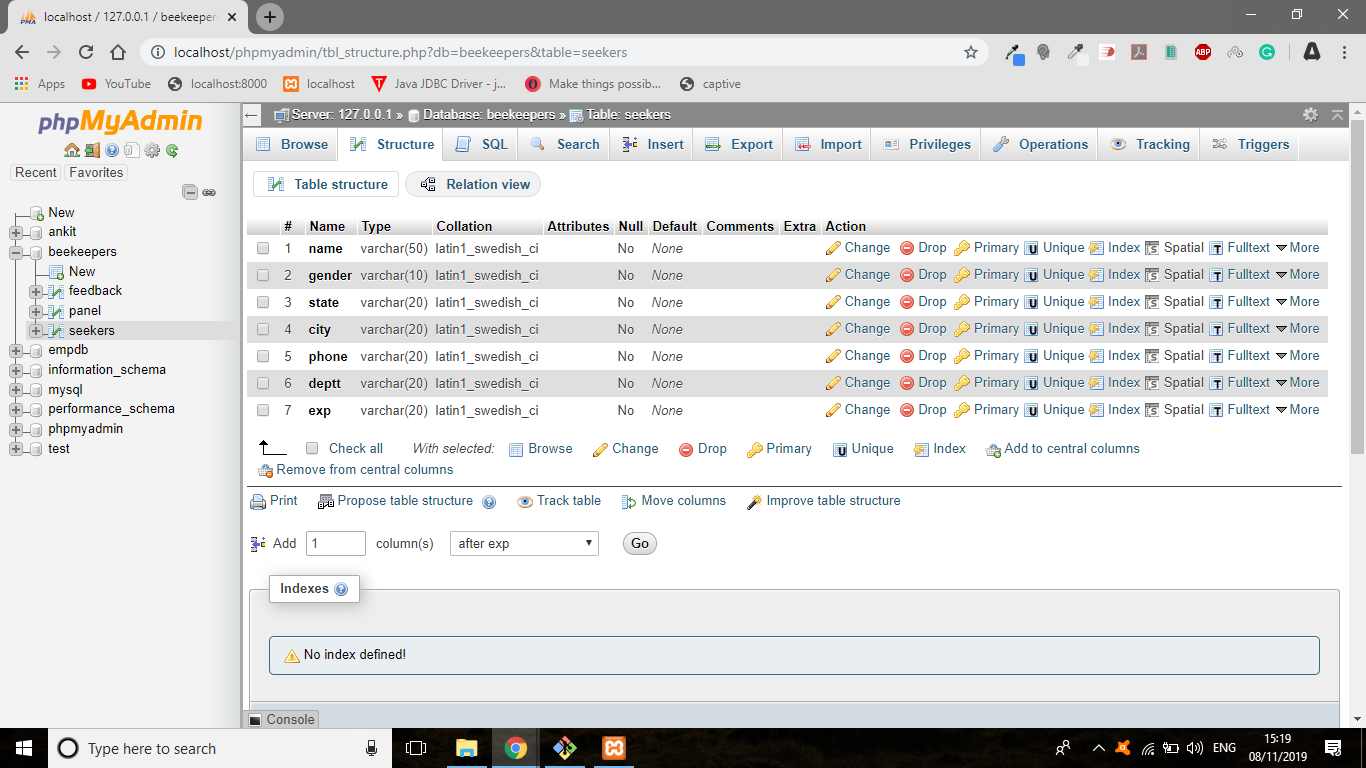 localhost / 127.0.0.1 / beekeepers
localhost/phpmyadmin/tbl_structure.php?db=beekeepers&table=seekers
ABP
Apps YouTube localhost:8000 localhost Java JDBC Driver - j... Make things possib... captive
phpMyAdmin
Recent Favorites
New
ankit
beekeepers
New
feedback
panel
seekers
empdb
information_schema
mysql
performance_schema
phpmyadmin
test
Server: 127.0.0.1 » Database: beekeepers » Table: seekers
Browse Structure SQL Search Insert Export Import Privileges Operations Tracking Triggers
Table structure Relation view
# Name Type Collation Attributes Null Default Comments Extra Action
1 name varchar(50) latin1_swedish_ci No None Change Drop Primary Unique Index Spatial Fulltext More
2 gender varchar(10) latin1_swedish_ci No None Change Drop Primary Unique Index Spatial Fulltext More
3 state varchar(20) latin1_swedish_ci No None Change Drop Primary Unique Index Spatial Fulltext More
4 city varchar(20) latin1_swedish_ci No None Change Drop Primary Unique Index Spatial Fulltext More
5 phone varchar(20) latin1_swedish_ci No None Change Drop Primary Unique Index Spatial Fulltext More
6 deptt varchar(20) latin1_swedish_ci No None Change Drop Primary Unique Index Spatial Fulltext More
7 exp varchar(20) latin1_swedish_ci No None Change Drop Primary Unique Index Spatial Fulltext More
Check all With selected: Browse Change Drop Primary Unique Index Add to central columns
Remove from central columns
Print Propose table structure Track table Move columns Improve table structure
Add 1 column(s) after exp Go
Indexes
No index defined!
Console
Type here to search
ENG
15:19
08/11/2019